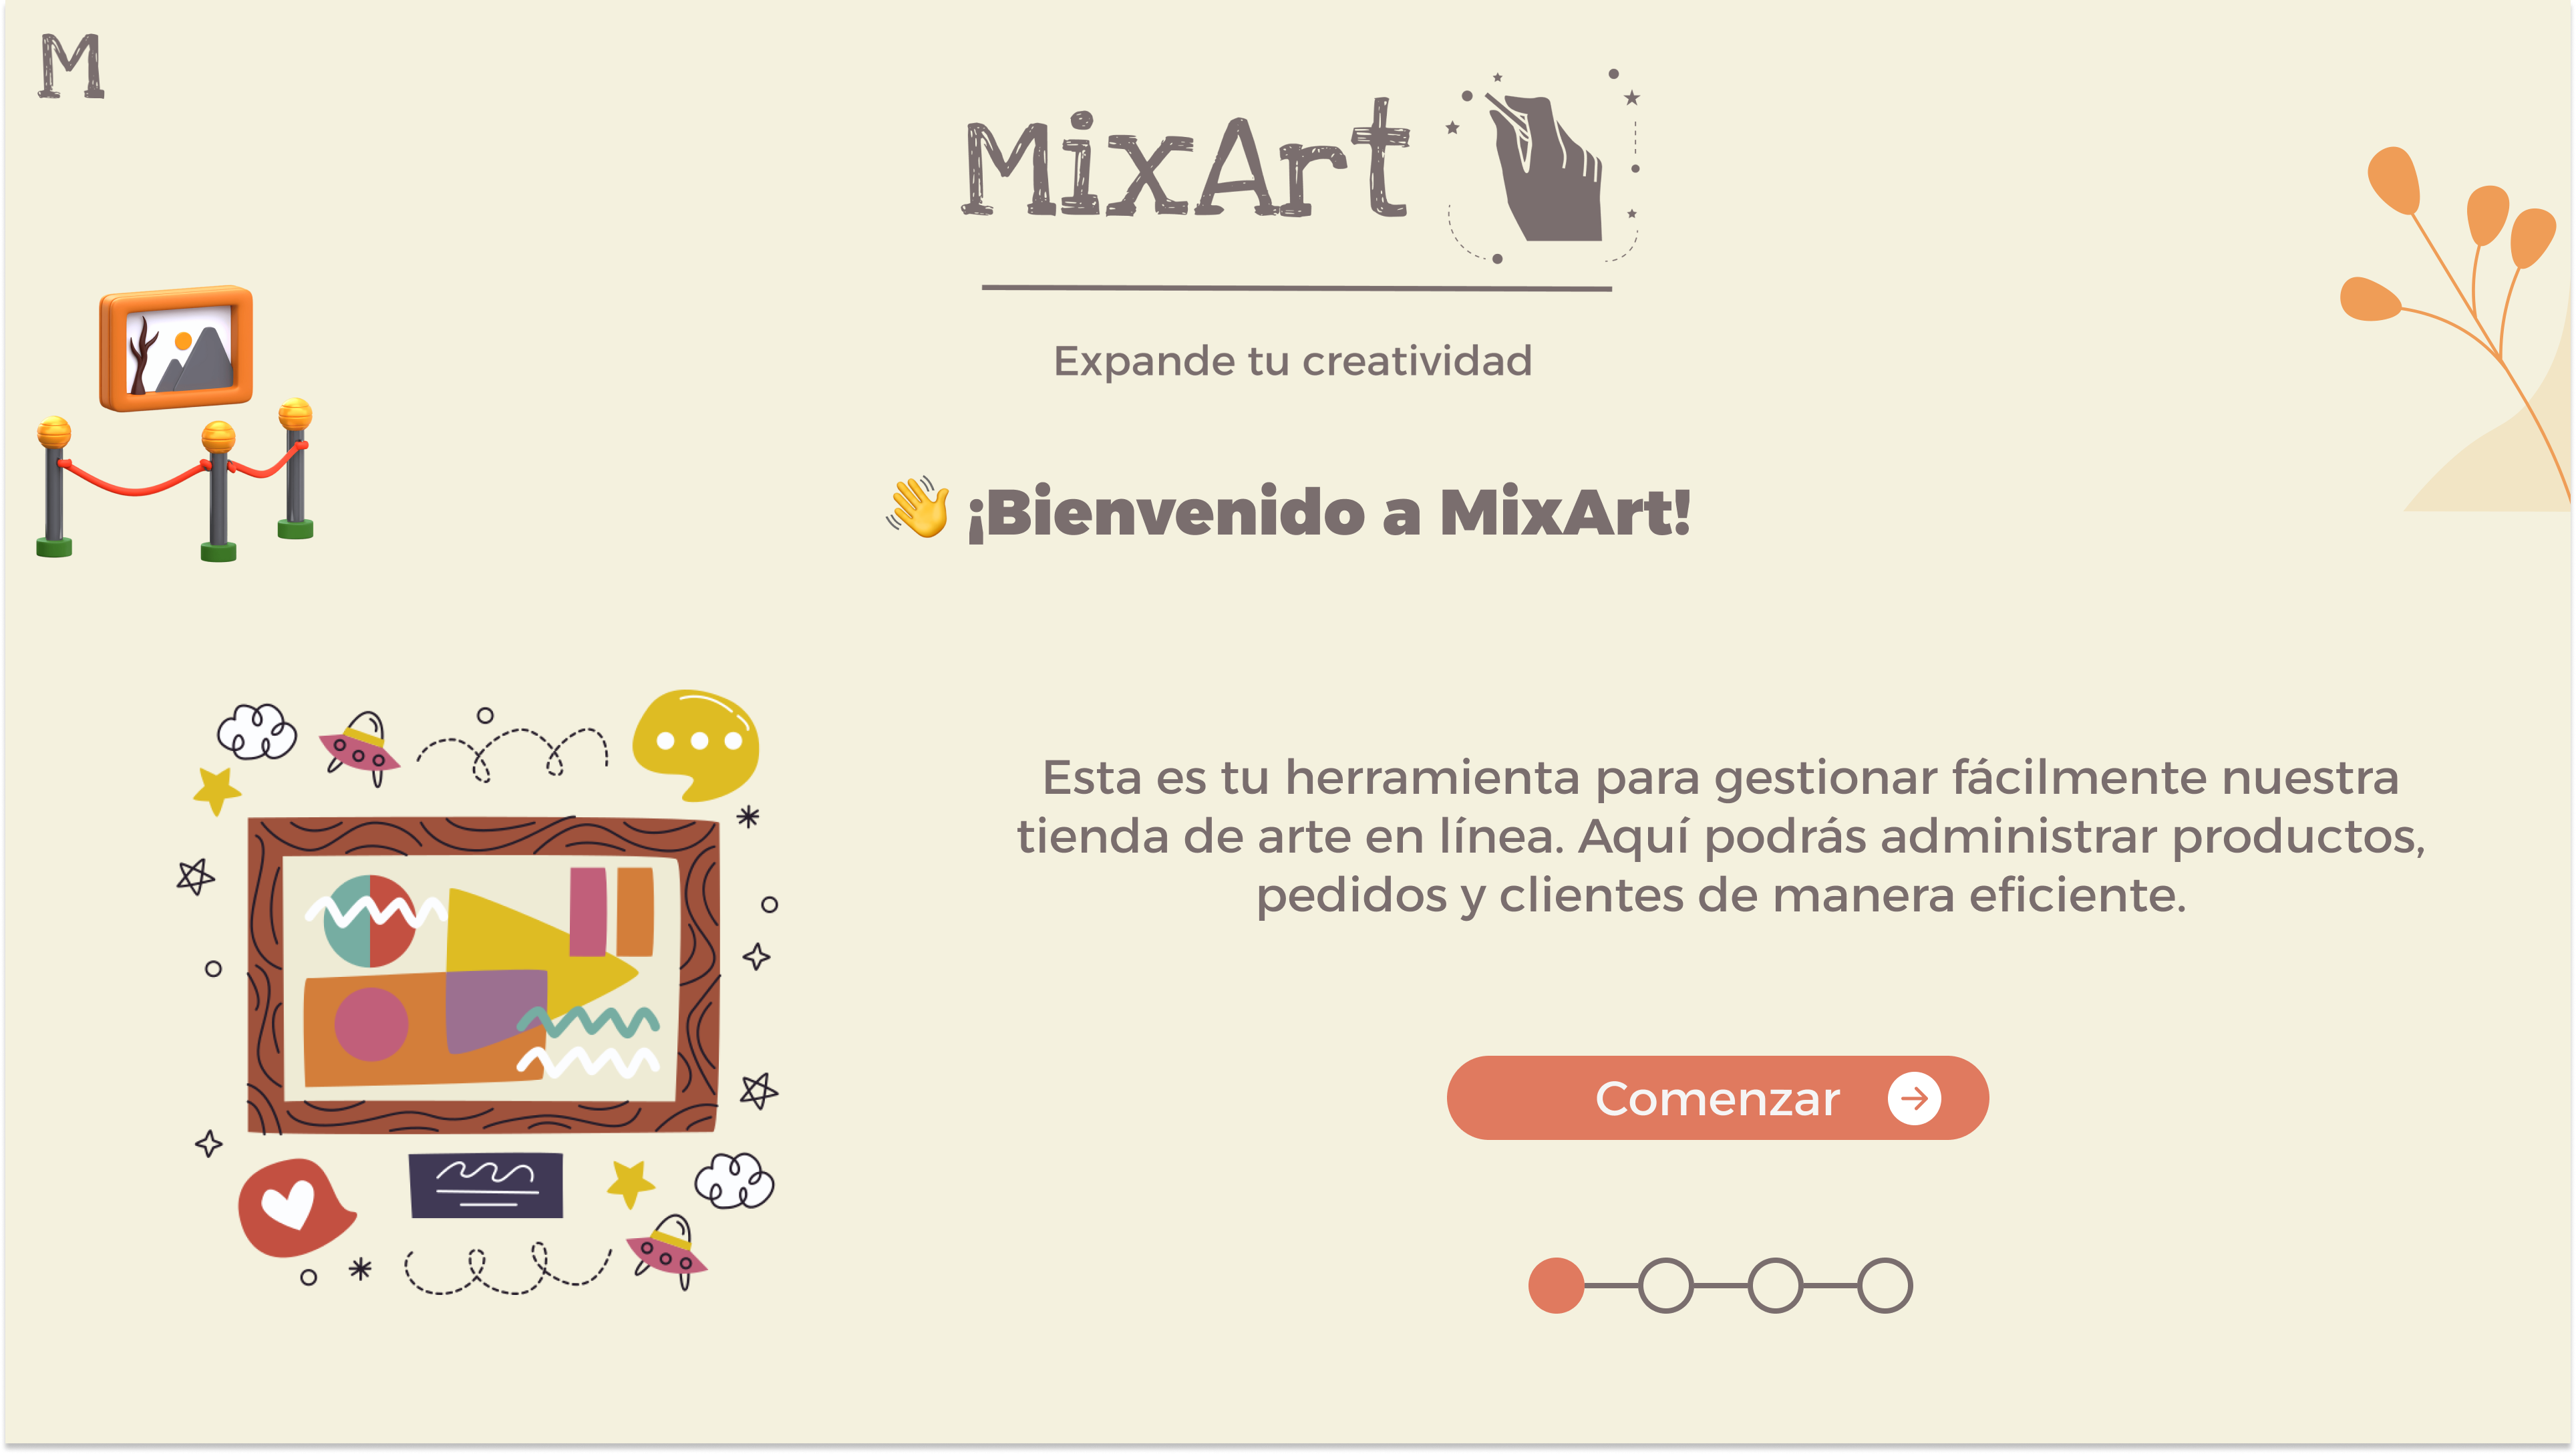 M
MixArt
Expande tu creatividad
👋 ¡Bienvenido a MixArt!
Esta es tu herramienta para gestionar fácilmente nuestra
tienda de arte en línea. Aquí podrás administrar productos,
pedidos y clientes de manera eficiente.
Comenzar